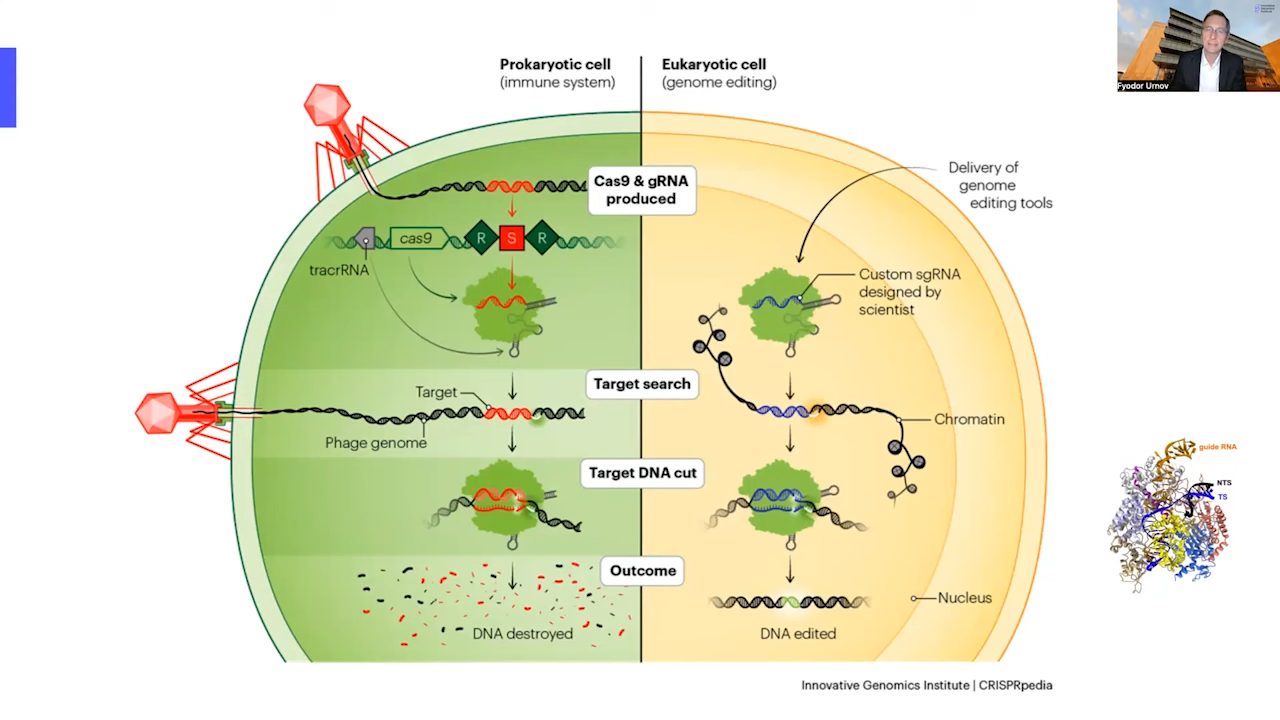 Prokaryotic cell
(immune system)
Eukaryotic cell
(genome editing)
Fyodor Urnov
Cas9 & gRNA
produced
Delivery of
genome
editing tools
cas9
R
S
R
tracrRNA
Custom sgRNA
designed by
scientist
Target search
Target
Phage genome
Chromatin
Target DNA cut
guide RNA
NTS
TS
Outcome
DNA destroyed
DNA edited
Nucleus
Innovative Genomics Institute | CRISPRpedia